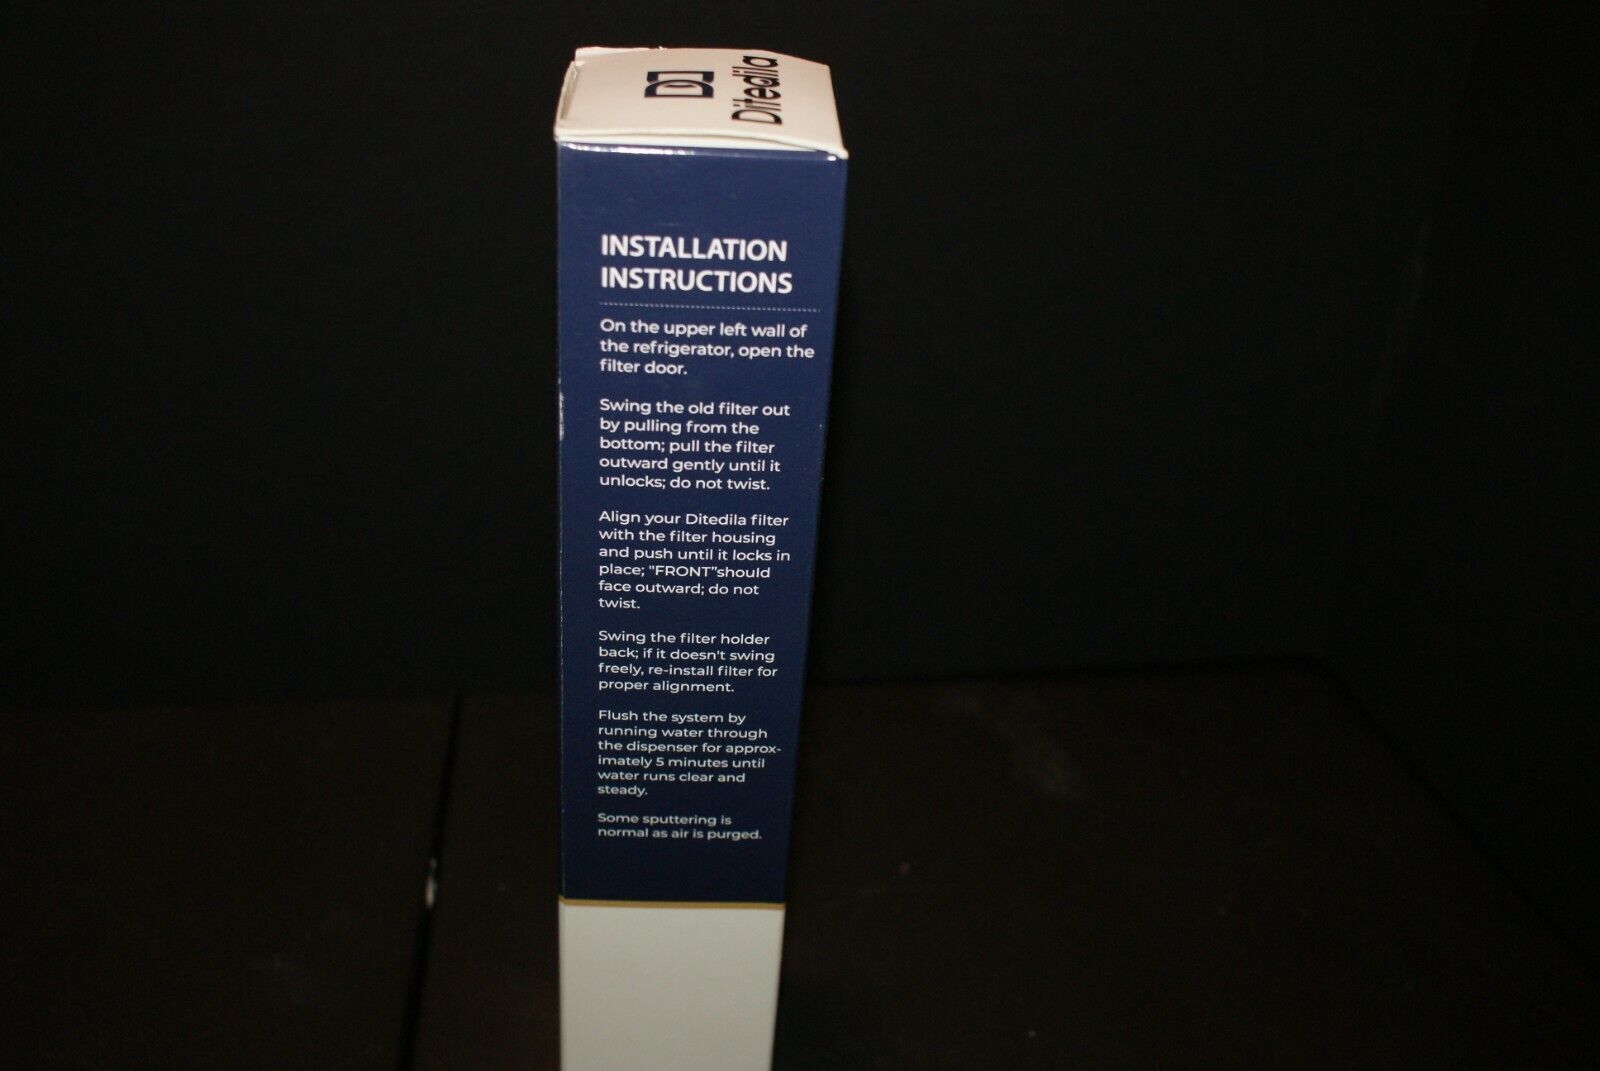 Ditedila
INSTALLATION
INSTRUCTIONS
On the upper left wall of
the refrigerator, open the
filter door.
Swing the old filter out
by pulling from the
bottom; pull the filter
outward gently until it
unlocks; do not twist.
Align your Ditedila filter
with the filter housing
and push until it locks in
place; "FRONT"should
face outward; do not
twist.
Swing the filter holder
back; if it doesn't swing
freely, re-install filter for
proper alignment.
Flush the system by
running water through
the dispenser for approx-
imately 5 minutes until
water runs clear and
steady.
Some sputtering is
normal as air is purged.